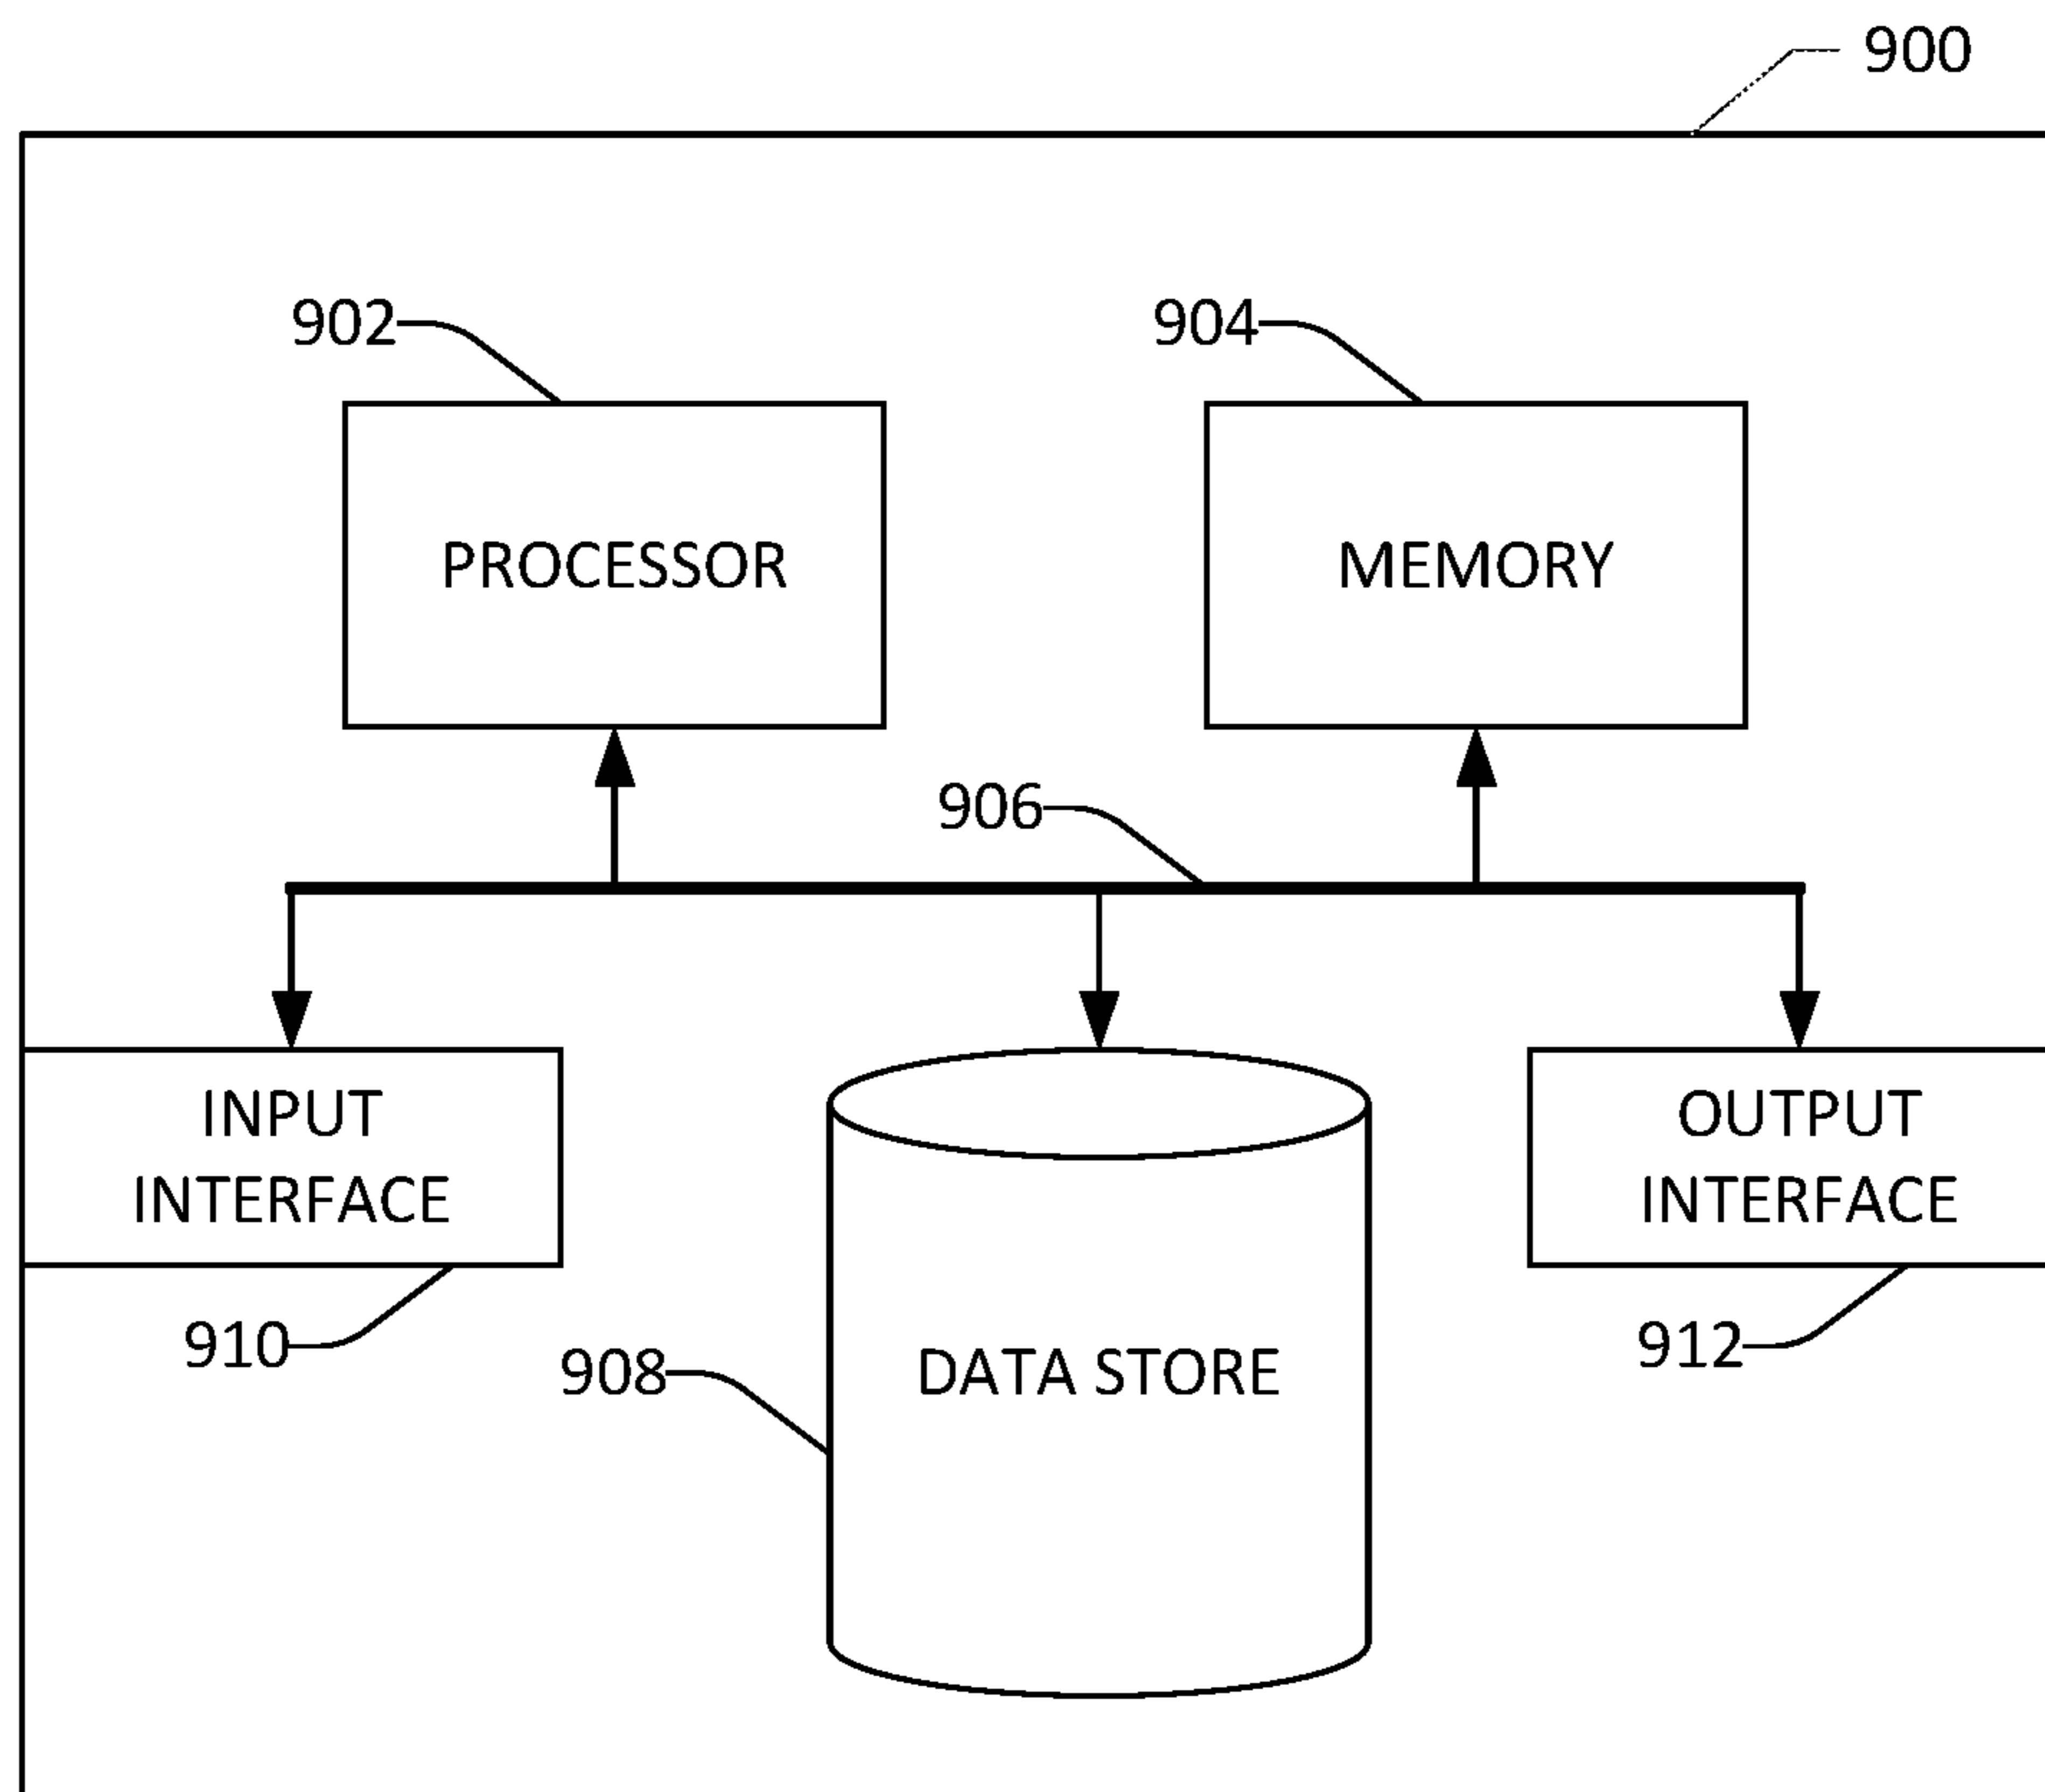 900
902
904
PROCESSOR
MEMORY
906
INPUT
INTERFACE
OUTPUT
INTERFACE
910
908
DATA STORE
912